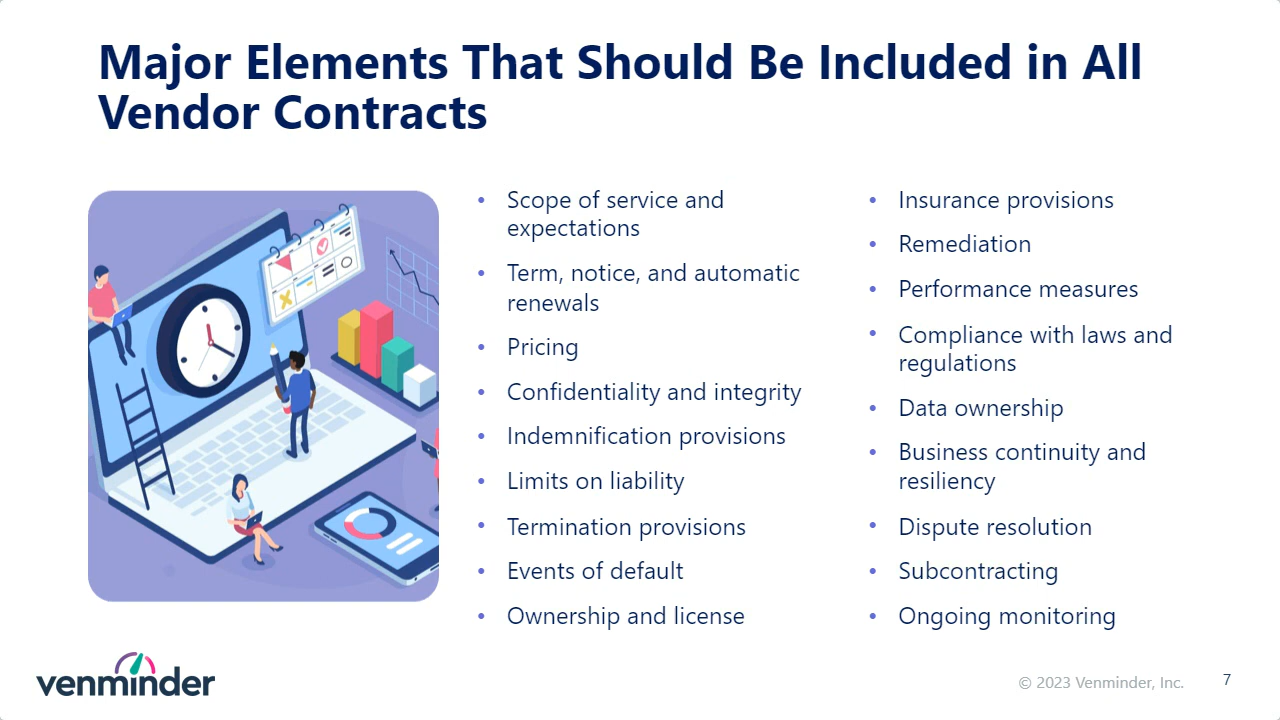 Major Elements That Should Be Included in All
Vendor Contracts
• Scope of service and
expectations
• Term, notice, and automatic
renewals
• Pricing
• Confidentiality and integrity
• Indemnification provisions
• Limits on liability
• Termination provisions
• Events of default
• Ownership and license
• Insurance provisions
• Remediation
• Performance measures
• Compliance with laws and
regulations
• Data ownership
• Business continuity and
resiliency
• Dispute resolution
• Subcontracting
• Ongoing monitoring
venminder
© 2023 Venminder, Inc.
7